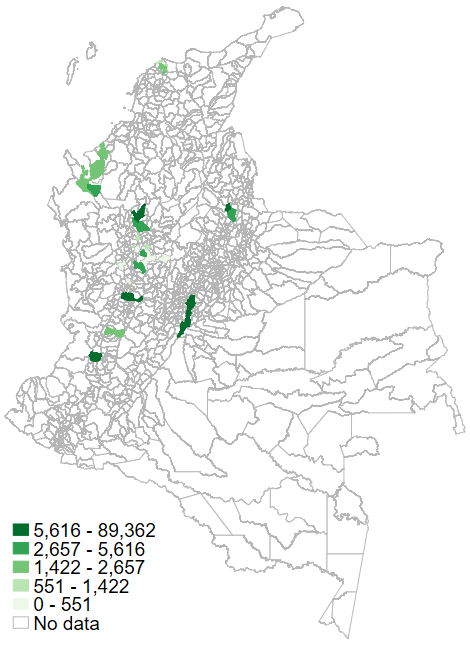 5,616 - 89,362
2,657 - 5,616
1,422 - 2,657
551 - 1,422
0 - 551
No data